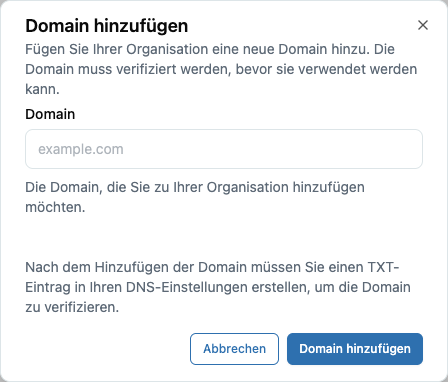 Domain hinzufügen
Fügen Sie Ihrer Organisation eine neue Domain hinzu. Die
Domain muss verifiziert werden, bevor sie verwendet werden
kann.
Domain
example.com
Die Domain, die Sie zu Ihrer Organisation hinzufügen
möchten.
Nach dem Hinzufügen der Domain müssen Sie einen TXT-
Eintrag in Ihren DNS-Einstellungen erstellen, um die Domain
zu verifizieren.
Abbrechen
Domain hinzufügen